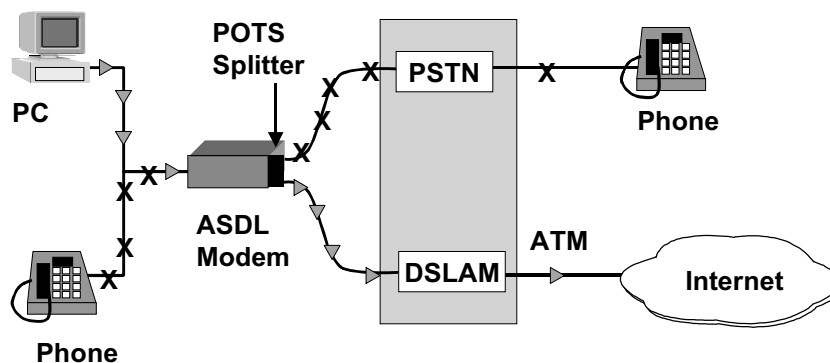 POTS
Splitter
PSTN
PC
Phone
ASDL
Modem
ATM
DSLAM
Internet
Phone
X
X
X
X
X
X
X
X
X